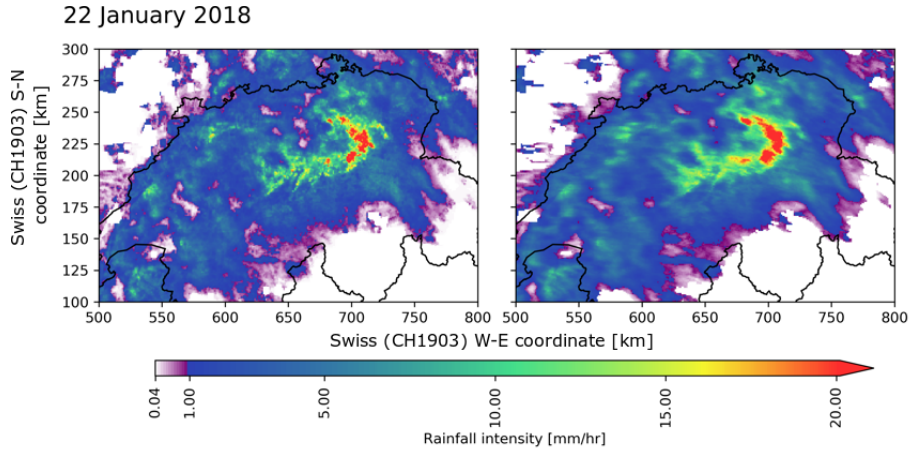 22 January 2018
Swiss (CH1903) S-N
coordinate [km]
300
275
250
225
200
175
150
125
100
500 550 600 650 700 750 800
500 550 600 650 700 750 800
Swiss (CH1903) W-E coordinate [km]
0.04 1.00 5.00 10.00 15.00 20.00
Rainfall intensity [mm/hr]